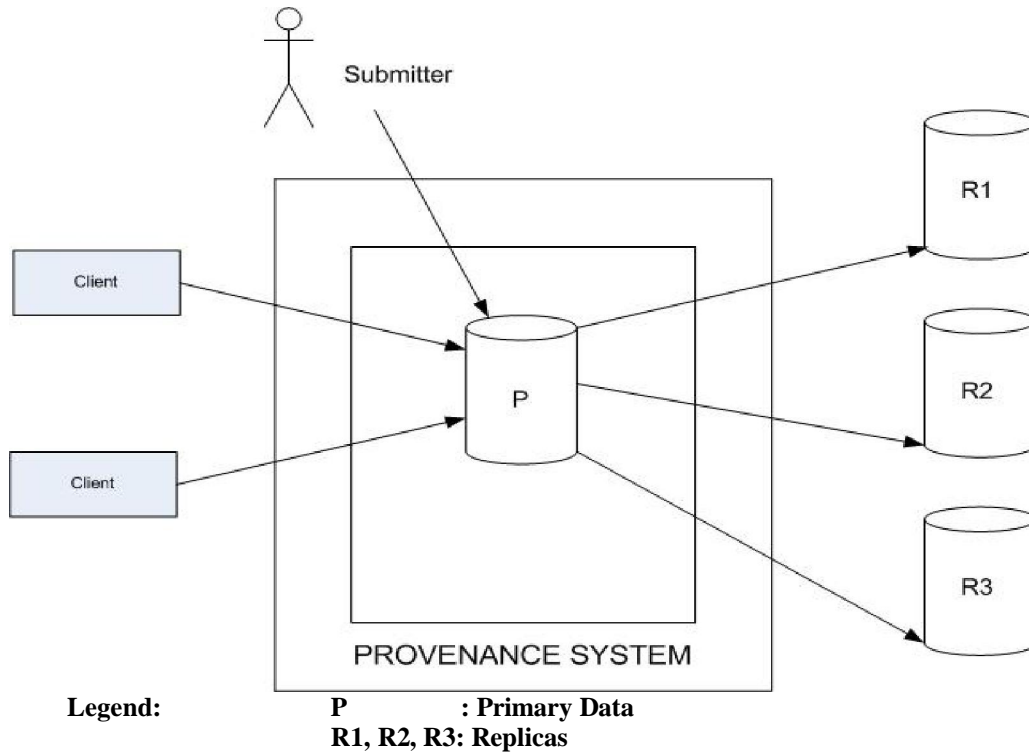 Submitter
R1
Client
R2
P
Client
R3
PROVENANCE SYSTEM
Legend: P : Primary Data
R1, R2, R3: Replicas